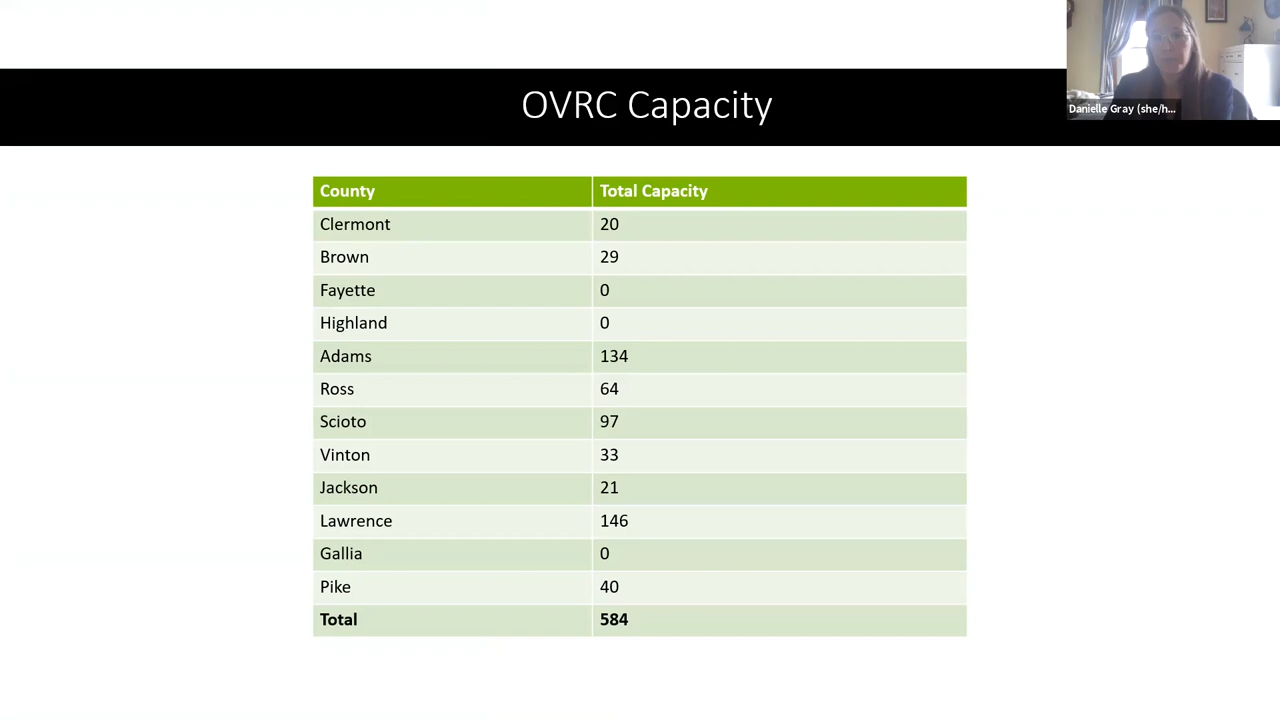 OVRC Capacity
Danielle Gray (she/h...
County Total Capacity
Clermont 20
Brown 29
Fayette 0
Highland 0
Adams 134
Ross 64
Scioto 97
Vinton 33
Jackson 21
Lawrence 146
Gallia 0
Pike 40
Total 584